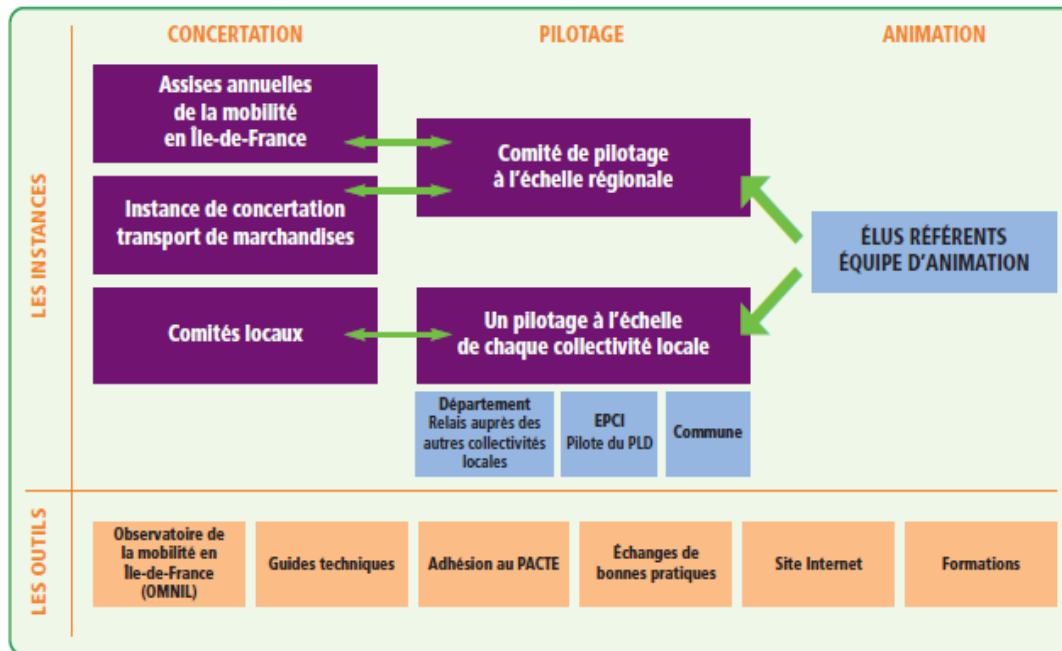 CONCERTATION
PILOTAGE
ANIMATION
LES INSTANCES
Assises annuelles
de la mobilité
en Île-de-France
Instance de concertation
transport de marchandises
Comités locaux
Comité de pilotage
à l'échelle régionale
Un pilotage à l'échelle
de chaque collectivité locale
Département
Relais auprès des
autres collectivités
locales
EPCI
Pilote du PLD
Commune
ÉLUS RÉFÉRENTS
ÉQUIPE D'ANIMATION
LES OUTILS
Observatoire de
la mobilité en
Île-de-France
(OMNIL)
Guides techniques
Adhésion au PACTE
Échanges de
bonnes pratiques
Site Internet
Formations